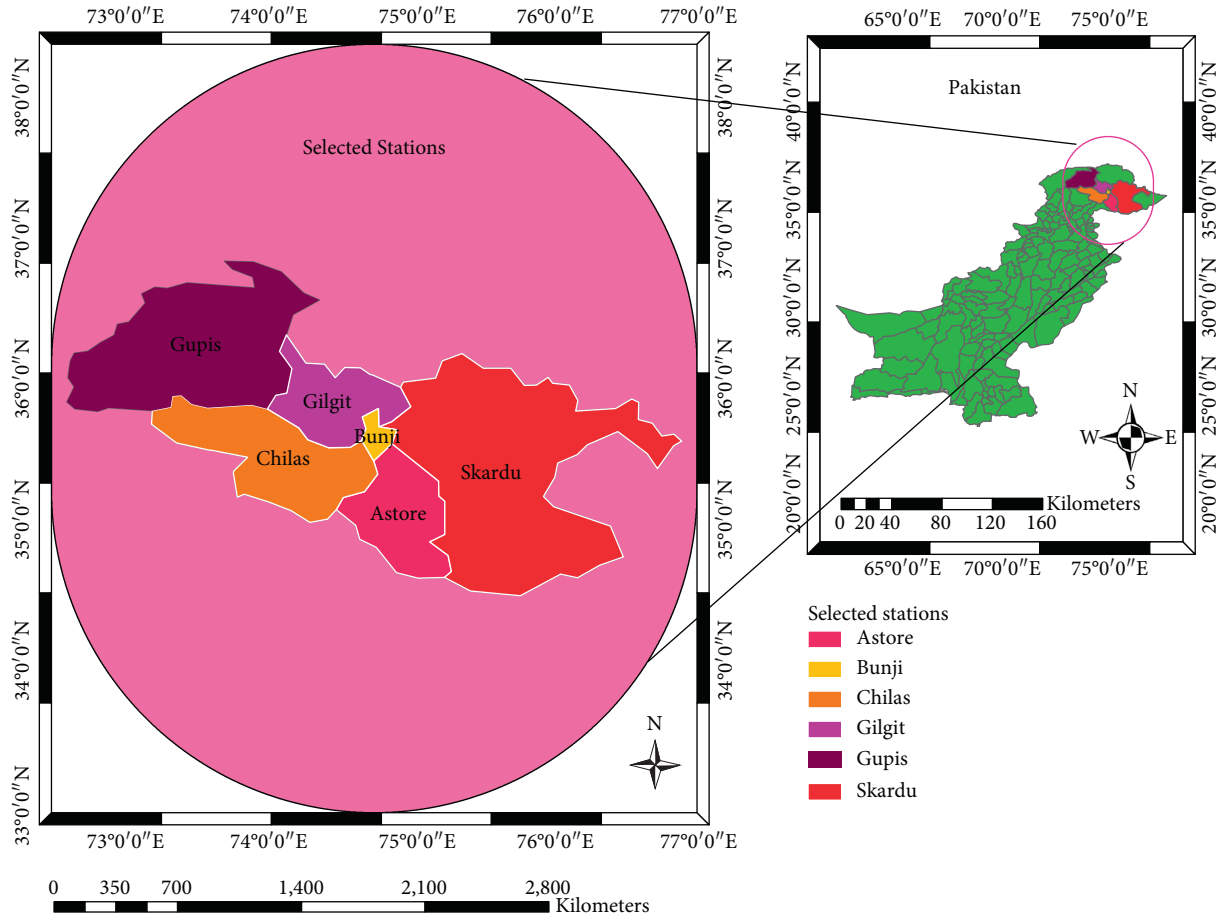 73°0′0″E 74°0′0″E 75°0′0″E 76°0′0″E 77°0′0″E
38°0′0″N
37°0′0″N
36°0′0″N
35°0′0″N
34°0′0″N
33°0′0″N
Selected Stations
Gupis
Gilgit
Bunji
Chilas
Skardu
Astore
N
38°0′0″N
37°0′0″N
36°0′0″N
35°0′0″N
34°0′0″N
33°0′0″N
73°0′0″E 74°0′0″E 75°0′0″E 76°0′0″E 77°0′0″E
0 350 700 1,400 2,100 2,800
Kilometers
65°0′0″E 70°0′0″E 75°0′0″E
40°0′0″N
35°0′0″N
30°0′0″N
25°0′0″N
20°0′0″N
Pakistan
N
W E
S
Kilometers
0 20 40 80 120 160
40°0′0″N
35°0′0″N
30°0′0″N
25°0′0″N
20°0′0″N
65°0′0″E 70°0′0″E 75°0′0″E
Selected stations
Astore
Bunji
Chilas
Gilgit
Gupis
Skardu